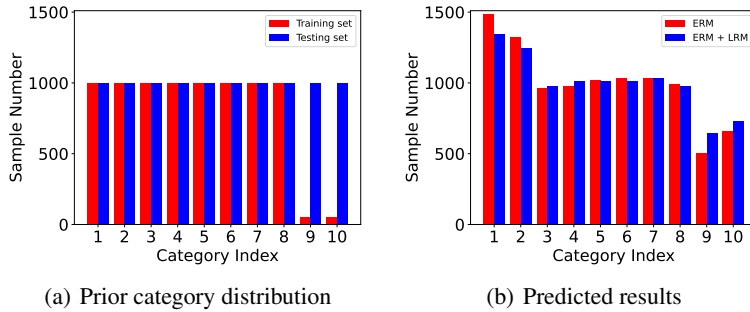 1500
1000
500
0
Sample Number
Training set
Testing set
1 2 3 4 5 6 7 8 9 10
Category Index
(a) Prior category distribution
1500
1000
500
0
Sample Number
ERM
ERM + LRM
1 2 3 4 5 6 7 8 9 10
Category Index
(b) Predicted results